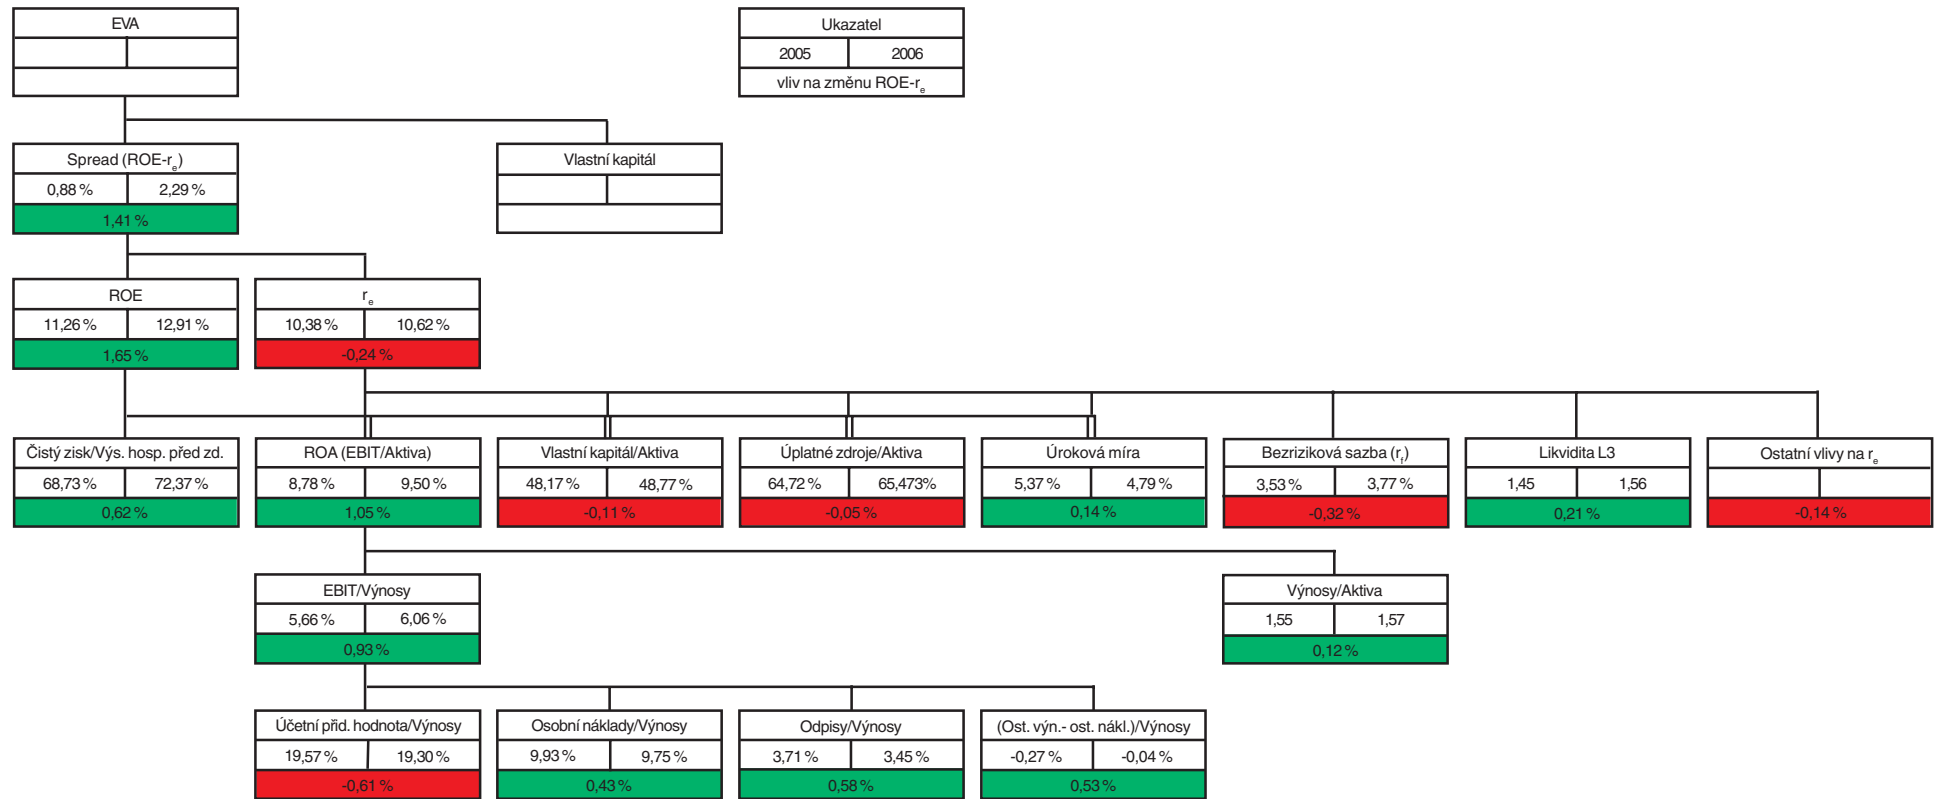 EVA
Ukazatel
2005 2006
vliv na změnu ROE-re
Spread (ROE-re)
0,88 % 2,29 %
1,41 %
Vlastní kapitál
ROE
11,26 % 12,91 %
1,65 %
re
10,38 % 10,62 %
-0,24 %
Čistý zisk/Výs. hosp. před zd.
68,73 % 72,37 %
0,62 %
ROA (EBIT/Aktiva)
8,78 % 9,50 %
1,05 %
Vlastní kapitál/Aktiva
48,17 % 48,77 %
-0,11 %
Úplatné zdroje/Aktiva
64,72 % 65,473%
-0,05 %
Úroková míra
5,37 % 4,79 %
0,14 %
Bezriziková sazba (rf)
3,53 % 3,77 %
-0,32 %
Likvidita L3
1,45 1,56
0,21 %
Ostatní vlivy na re
-0,14 %
EBIT/Výnosy
5,66 % 6,06 %
0,93 %
Výnosy/Aktiva
1,55 1,57
0,12 %
Účetní přid. hodnota/Výnosy
19,57 % 19,30 %
-0,61 %
Osobní náklady/Výnosy
9,93 % 9,75 %
0,43 %
Odpisy/Výnosy
3,71 % 3,45 %
0,58 %
(Ost. výn.- ost. nákl.)/Výnosy
-0,27 % -0,04 %
0,53 %